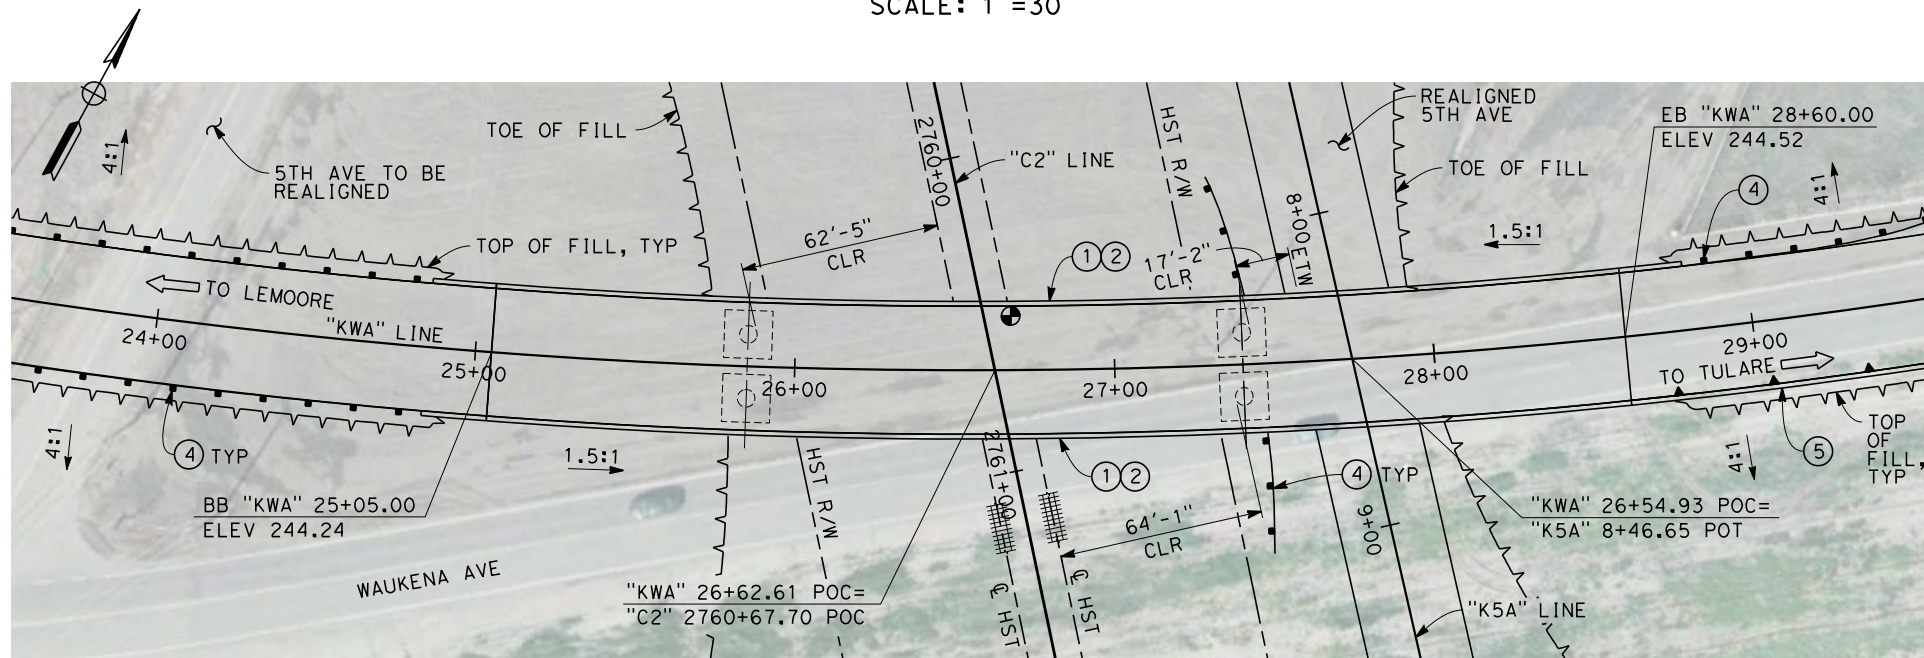 SCALE: 1"=30'
4:1
5TH AVE TO BE
REALIGNED
TOE OF FILL
2760+00
"C2" LINE
HST R/W
REALIGNED
5TH AVE
TOE OF FILL
EB "KWA" 28+60.00
ELEV 244.52
4
4:1
TOP OF FILL, TYP
62'-5"
CLR
1 2
17'-2"
CLR
8+00
ETW
1.5:1
TO LEMOORE
"KWA" LINE
24+00
25+00
26+00
27+00
28+00
29+00
TO TULARE
4:1
4 TYP
1.5:1
HST R/W
2761+00
1 2
4 TYP
4:1
5
TOP
OF
FILL,
TYP
BB "KWA" 25+05.00
ELEV 244.24
64'-1"
CLR
9+00
"KWA" 26+54.93 POC=
"K5A" 8+46.65 POT
WAUKENA AVE
"KWA" 26+62.61 POC=
"C2" 2760+67.70 POC
℄ HST
℄ HST
"K5A" LINE